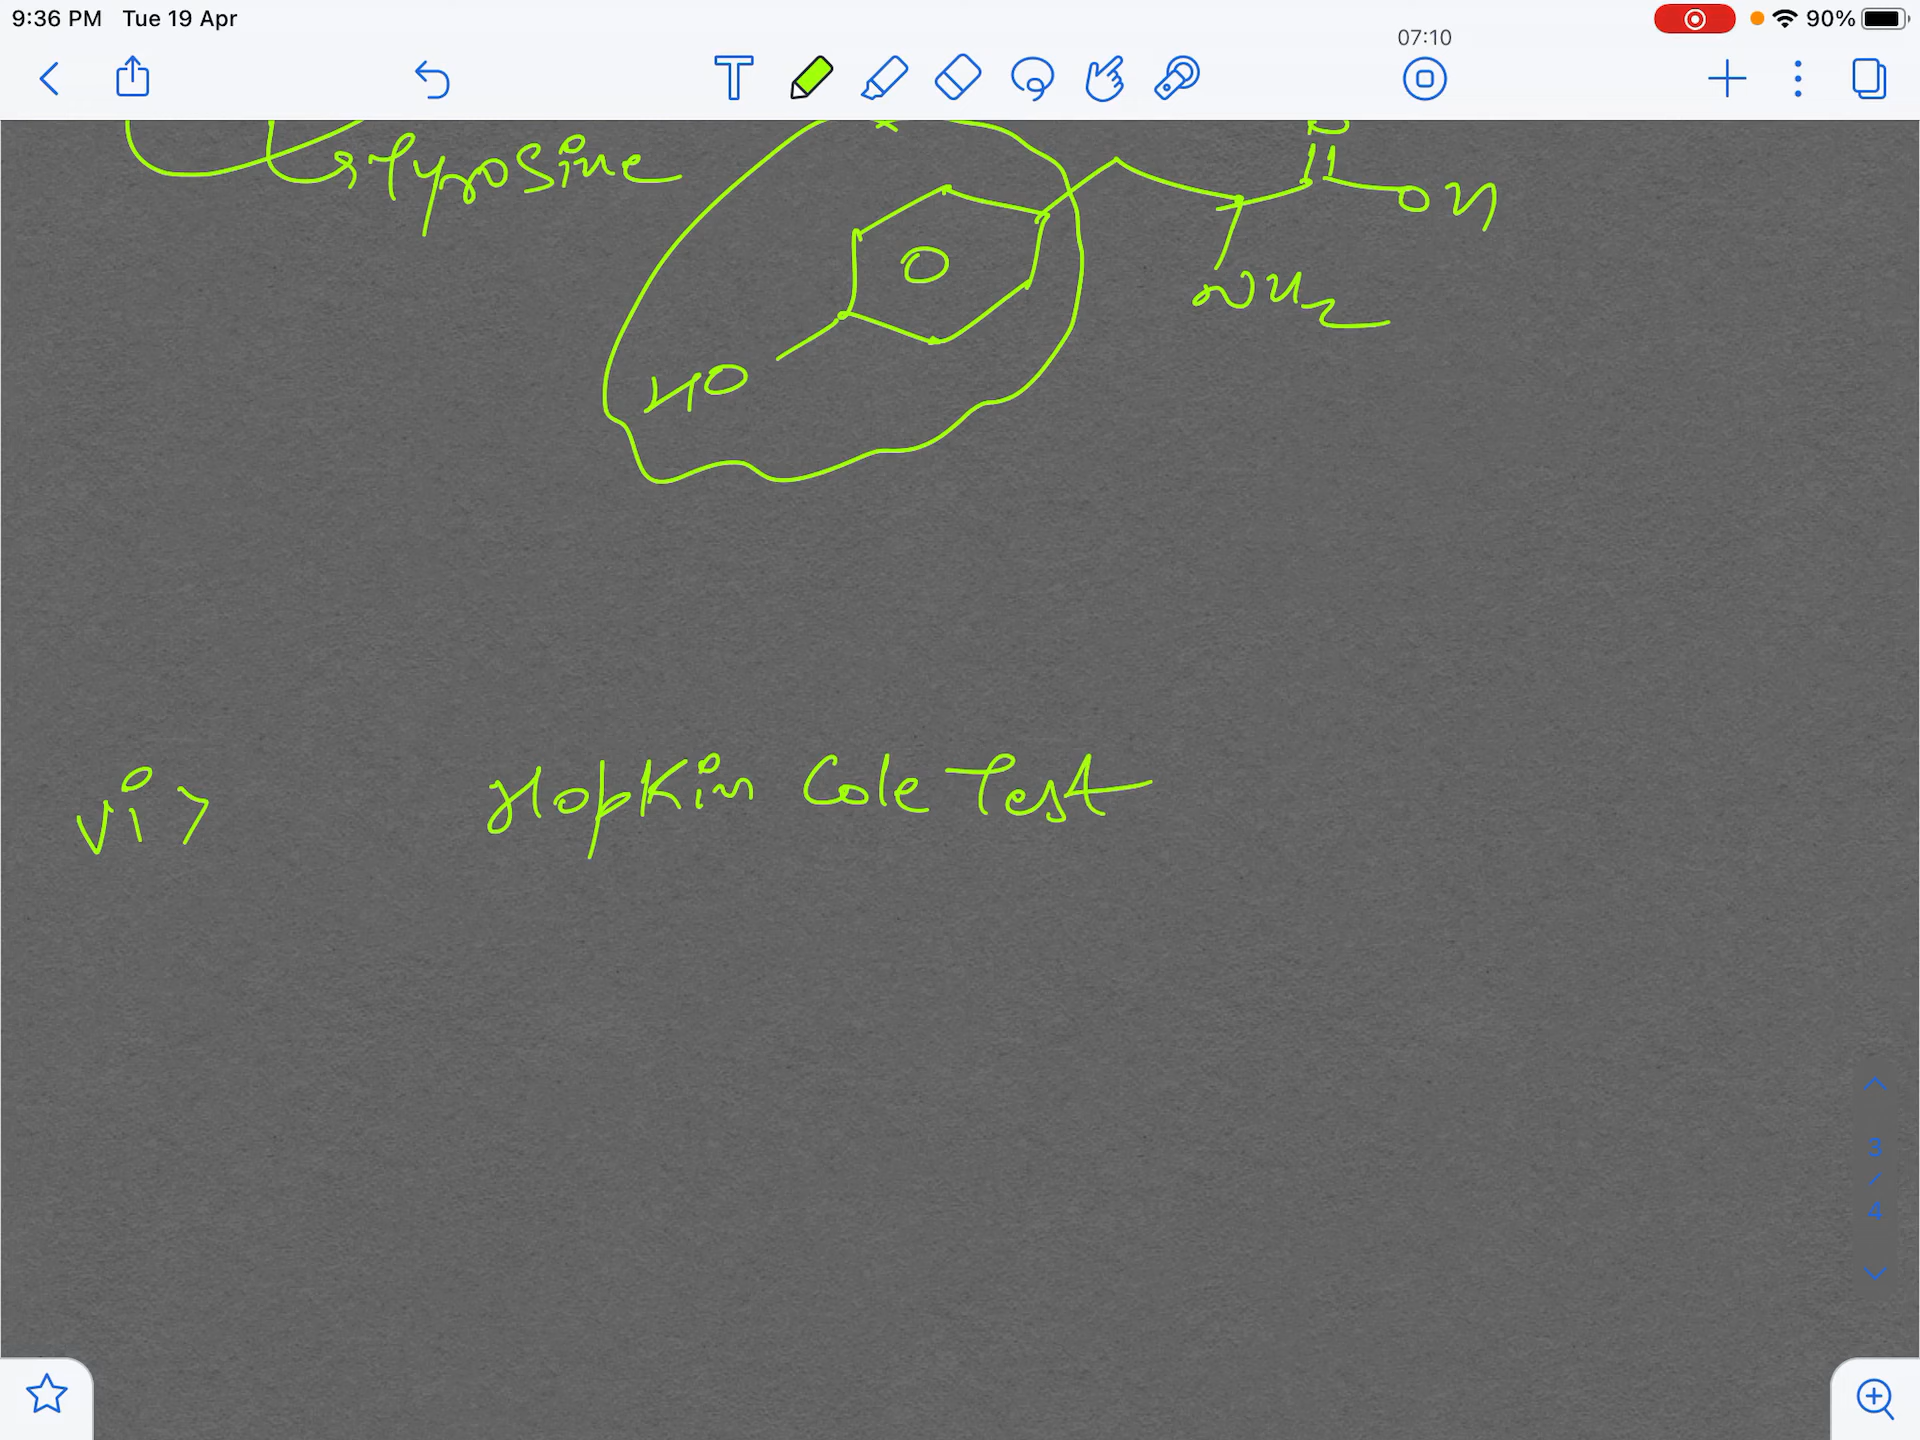 9:36 PM Tue 19 Apr
90%
07:10
T
Tyrosine
OH
NH2
HO
vi> Hopkin Cole Test
3
/
4